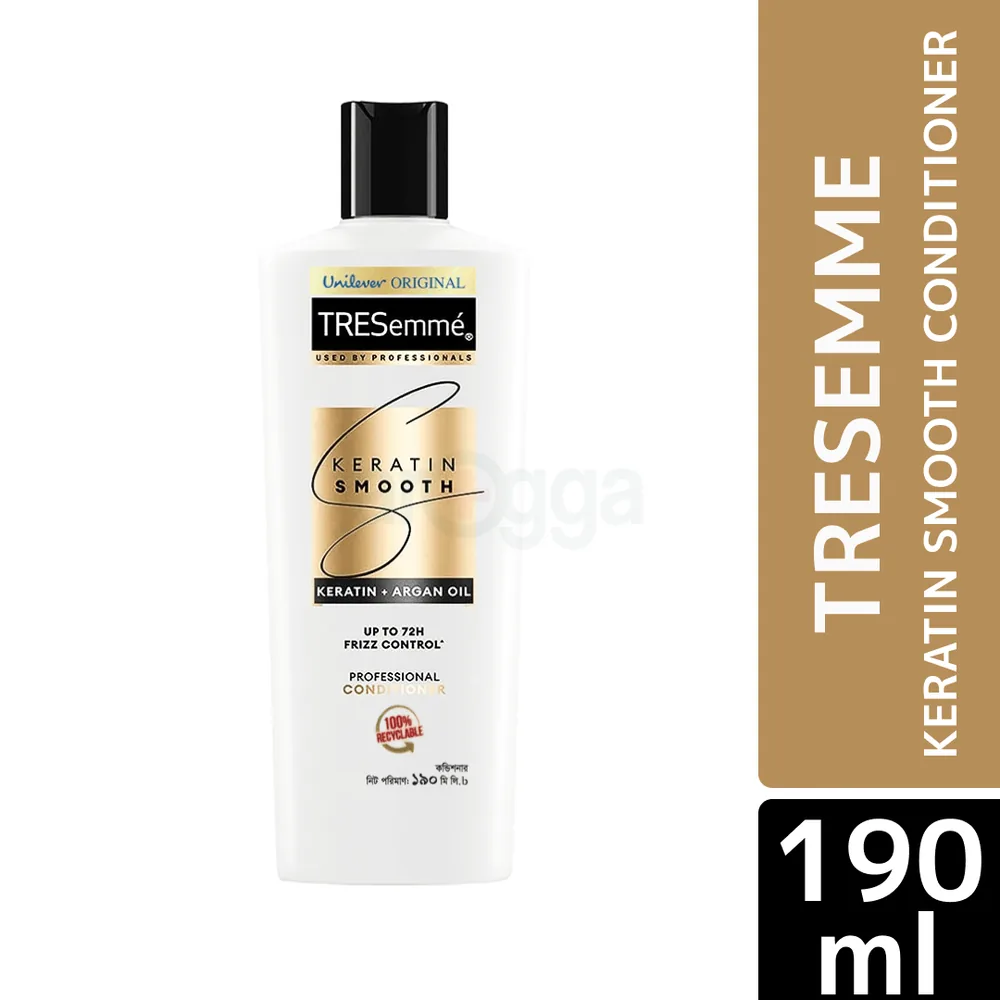 Unilever ORIGINAL
TRESemmé®
USED BY PROFESSIONALS
KERATIN
SMOOTH
KERATIN + ARGAN OIL
UP TO 72H
FRIZZ CONTROL^
PROFESSIONAL
CONDITIONER
100%
RECYCLABLE
কন্ডিশনার
নিট পরিমাণ: ১৯০ মি লি.b
TRESEMME
KERATIN SMOOTH CONDITIONER
190
ml